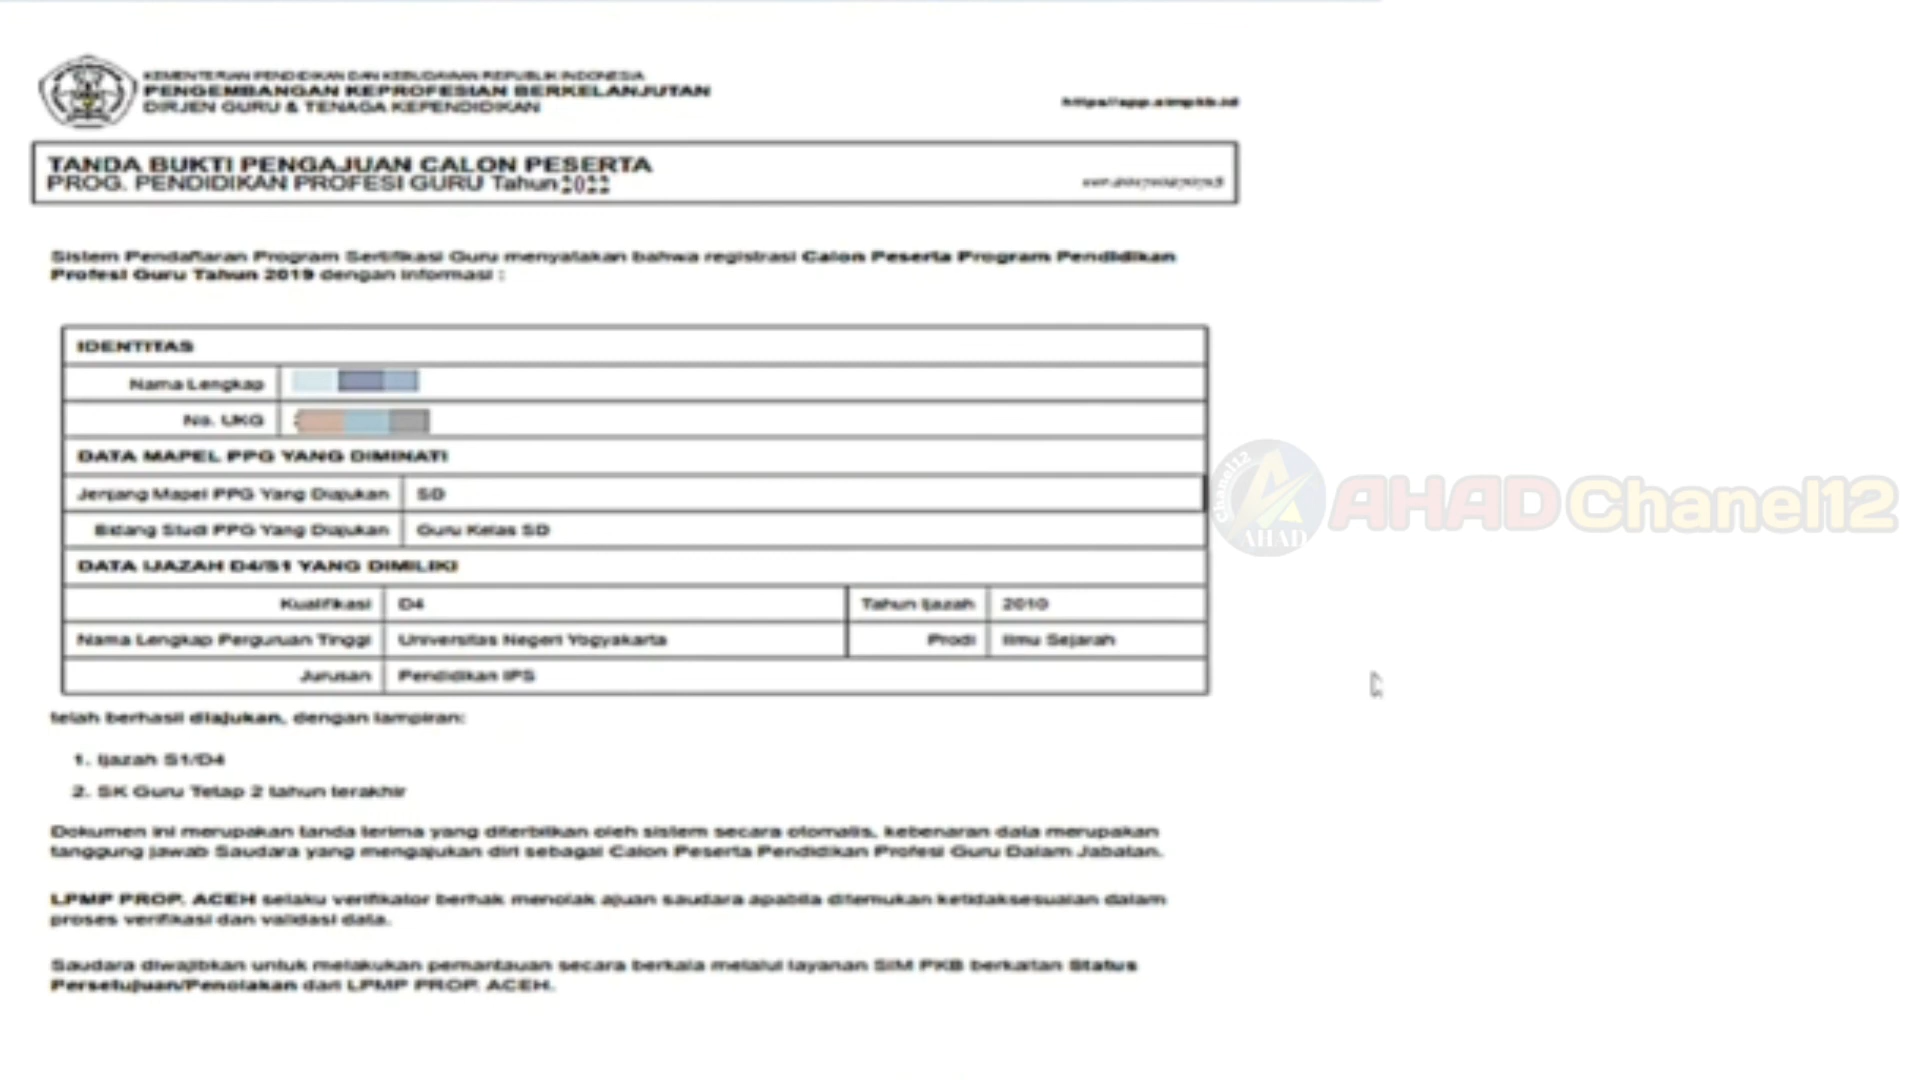 KEMENTERIAN PENDIDIKAN DAN KEBUDAYAAN REPUBLIK INDONESIA
PENGEMBANGAN KEPROFESIAN BERKELANJUTAN
DIRJEN GURU & TENAGA KEPENDIDIKAN
https://app.simpkb.id
TANDA BUKTI PENGAJUAN CALON PESERTA
PROG. PENDIDIKAN PROFESI GURU Tahun 2022
Sistem Pendaftaran Program Sertifikasi Guru menyatakan bahwa registrasi Calon Peserta Program Pendidikan
Profesi Guru Tahun 2019 dengan informasi :
IDENTITAS
Nama Lengkap
No. UKG
DATA MAPEL PPG YANG DIMINATI
Jenjang Mapel PPG Yang Diajukan SD
Bidang Studi PPG Yang Diajukan Guru Kelas SD
DATA IJAZAH D4/S1 YANG DIMILIKI
Kualifikasi D4 Tahun Ijazah 2010
Nama Lengkap Perguruan Tinggi Universitas Negeri Yogyakarta Prodi Ilmu Sejarah
Jurusan Pendidikan IPS
telah berhasil diajukan, dengan lampiran:
1. Ijazah S1/D4
2. SK Guru Tetap 2 tahun terakhir
Dokumen ini merupakan tanda terima yang diterbitkan oleh sistem secara otomatis, kebenaran data merupakan
tanggung jawab Saudara yang mengajukan diri sebagai Calon Peserta Pendidikan Profesi Guru Dalam Jabatan.
LPMP PROP. ACEH selaku verifikator berhak menolak ajuan saudara apabila ditemukan ketidaksesuaian dalam
proses verifikasi dan validasi data.
Saudara diwajibkan untuk melakukan pemantauan secara berkala melalui layanan SIM PKB berkaitan Status
Persetujuan/Penolakan dari LPMP PROP. ACEH.
Chanel12
AHAD
AHAD Chanel12